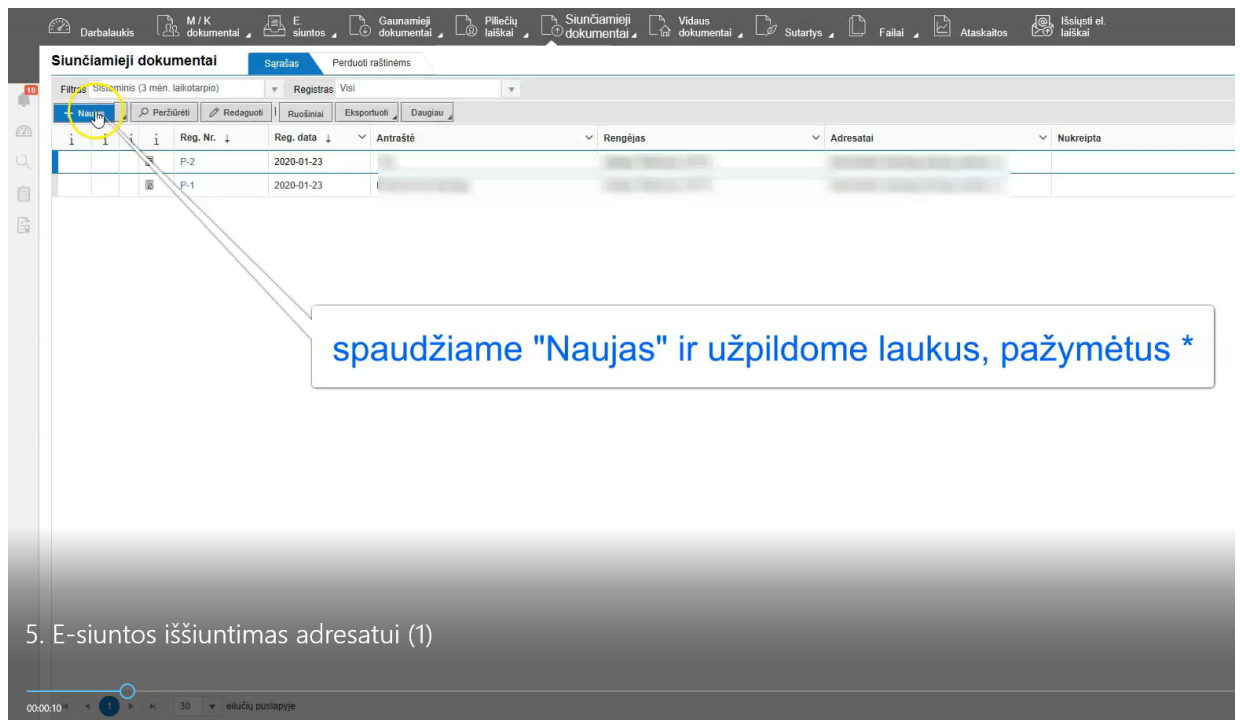 Darbalaukis
M / K dokumentai
E. siuntos
Gaunamieji dokumentai
Piliečių laiškai
Siunčiamieji dokumentai
Vidaus dokumentai
Sutartys
Failai
Ataskaitos
Išsiųsti el. laiškai
Siunčiamieji dokumentai
Sąrašas
Perduoti raštinėms
10
Filtras Sisteminis (3 mėn. laikotarpio) Registras Visi
+ Naujas Peržiūrėti Redaguoti Ruošiniai Eksportuoti Daugiau
i i i i Reg. Nr. ↓ Reg. data ↓ Antraštė Rengėjas Adresatai Nukreipta
P-2 2020-01-23
P-1 2020-01-23
spaudžiame "Naujas" ir užpildome laukus, pažymėtus *
5. E-siuntos iššiuntimas adresatui (1)
00:00:10 1 30 eilučių puslapyje